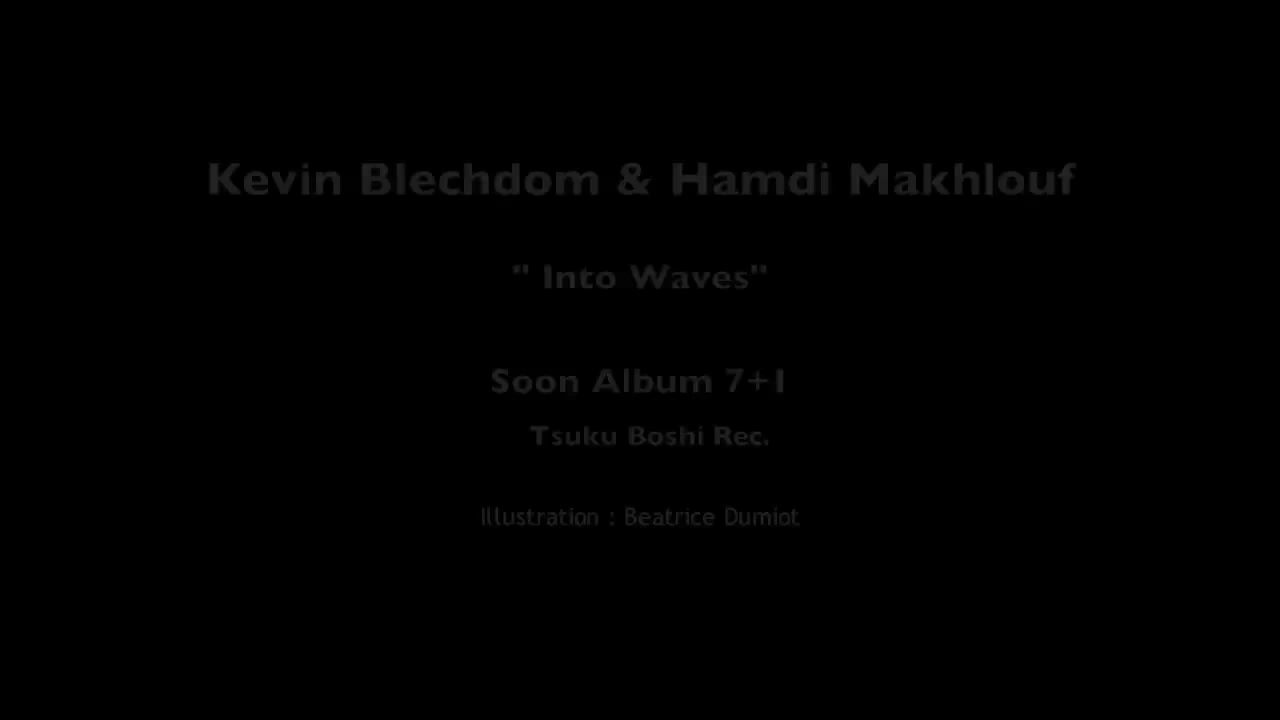 Kevin Blechdom & Hamdi Makhlouf
" Into Waves"
Soon Album 7+1
Tsuku Boshi Rec.
Illustration : Beatrice Dumiot